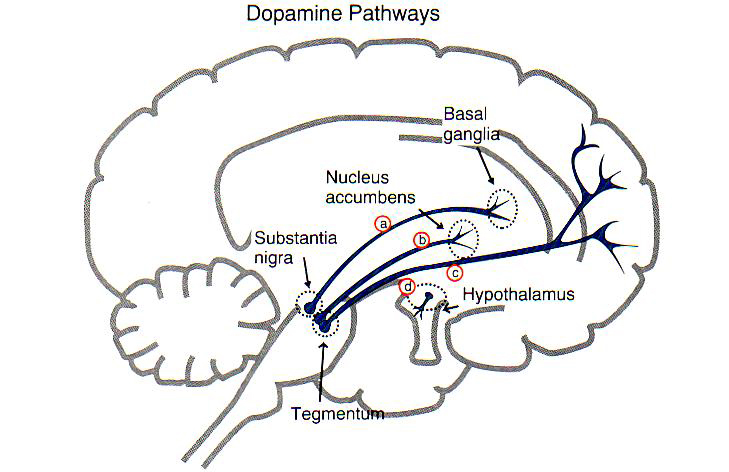 Dopamine Pathways
Basal
ganglia
Nucleus
accumbens
a
b
Substantia
nigra
c
d
Hypothalamus
Tegmentum